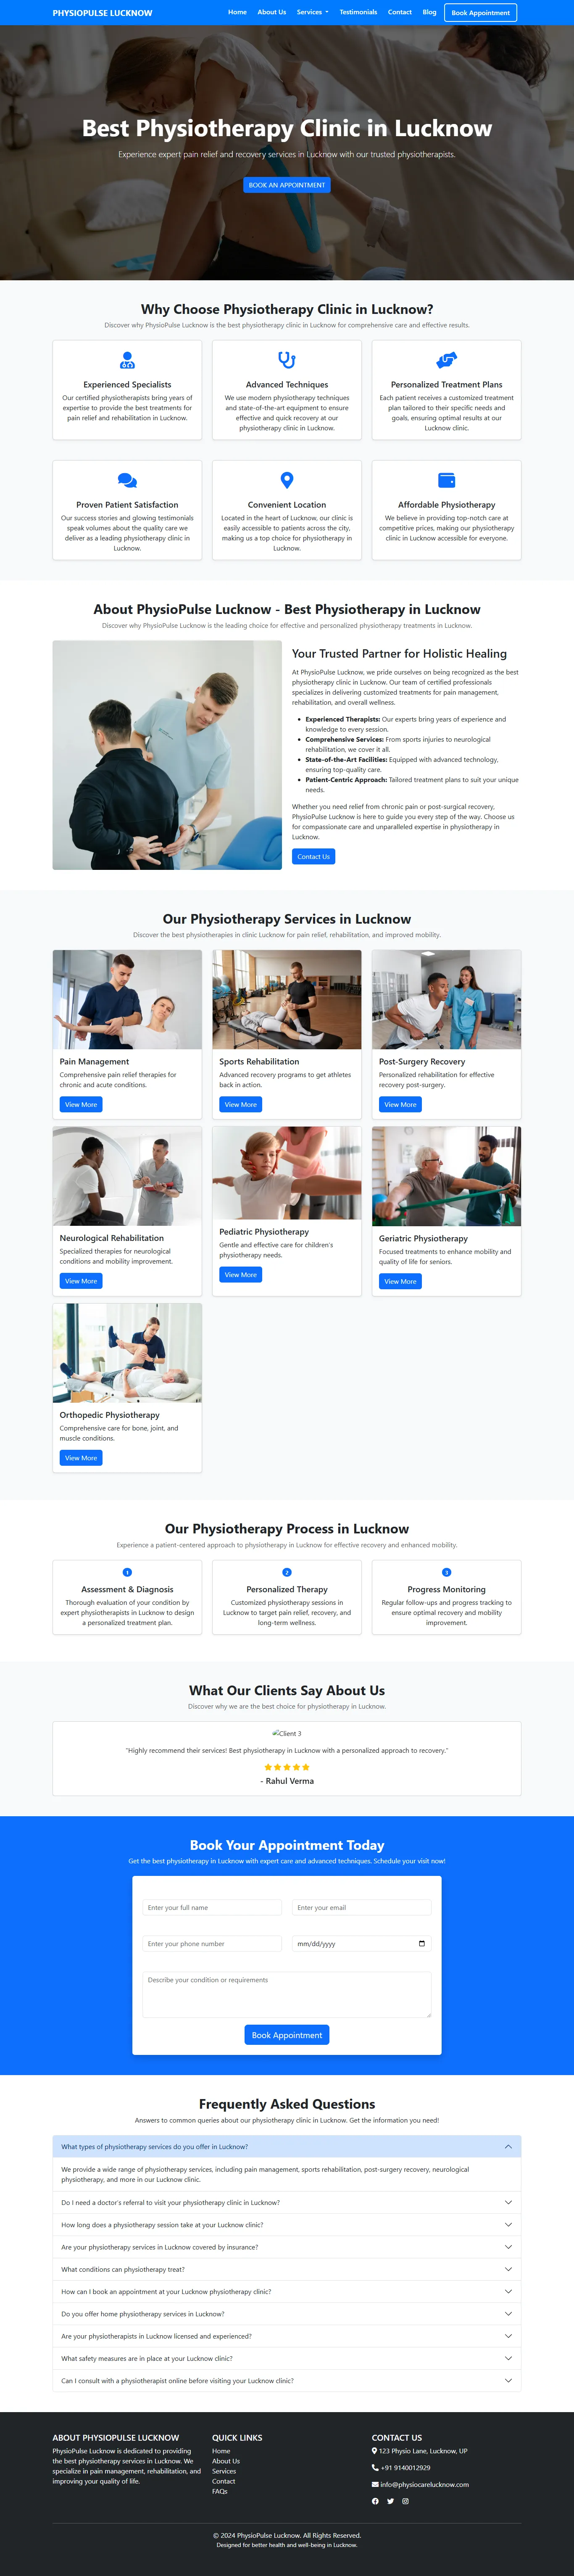 PHYSIOPULSE LUCKNOW
Home About Us Services Testimonials Contact Blog Book Appointment
Best Physiotherapy Clinic in Lucknow
Experience expert pain relief and recovery services in Lucknow with our trusted physiotherapists.
BOOK AN APPOINTMENT
Why Choose Physiotherapy Clinic in Lucknow?
Discover why PhysioPulse Lucknow is the best physiotherapy clinic in Lucknow for comprehensive care and effective results.
Experienced Specialists
Our certified physiotherapists bring years of
expertise to provide the best treatments for
pain relief and rehabilitation in Lucknow.
Advanced Techniques
We use modern physiotherapy techniques
and state-of-the-art equipment to ensure
effective and quick recovery at our
physiotherapy clinic in Lucknow.
Personalized Treatment Plans
Each patient receives a customized treatment
plan tailored to their specific needs and
goals, ensuring optimal results at our
Lucknow clinic.
Proven Patient Satisfaction
Our success stories and glowing testimonials
speak volumes about the quality care we
deliver as a leading physiotherapy clinic in
Lucknow.
Convenient Location
Located in the heart of Lucknow, our clinic is
easily accessible to patients across the city,
making us a top choice for physiotherapy in
Lucknow.
Affordable Physiotherapy
We believe in providing top-notch care at
competitive prices, making our physiotherapy
clinic in Lucknow accessible for everyone.
About PhysioPulse Lucknow - Best Physiotherapy in Lucknow
Discover why PhysioPulse Lucknow is the leading choice for effective and personalized physiotherapy treatments in Lucknow.
Your Trusted Partner for Holistic Healing
At PhysioPulse Lucknow, we pride ourselves on being recognized as the best
physiotherapy clinic in Lucknow. Our team of certified professionals
specializes in delivering customized treatments for pain management,
rehabilitation, and overall wellness.
• Experienced Therapists: Our experts bring years of experience and
knowledge to every session.
• Comprehensive Services: From sports injuries to neurological
rehabilitation, we cover it all.
• State-of-the-Art Facilities: Equipped with advanced technology,
ensuring top-quality care.
• Patient-Centric Approach: Tailored treatment plans to suit your unique
needs.
Whether you need relief from chronic pain or post-surgical recovery,
PhysioPulse Lucknow is here to guide you every step of the way. Choose us
for compassionate care and unparalleled expertise in physiotherapy in
Lucknow.
Contact Us
Our Physiotherapy Services in Lucknow
Discover the best physiotherapies in clinic Lucknow for pain relief, rehabilitation, and improved mobility.
Pain Management
Comprehensive pain relief therapies for
chronic and acute conditions.
View More
Sports Rehabilitation
Advanced recovery programs to get athletes
back in action.
View More
Post-Surgery Recovery
Personalized rehabilitation for effective
recovery post-surgery.
View More
Neurological Rehabilitation
Specialized therapies for neurological
conditions and mobility improvement.
View More
Pediatric Physiotherapy
Gentle and effective care for children's
physiotherapy needs.
View More
Geriatric Physiotherapy
Focused treatments to enhance mobility and
quality of life for seniors.
View More
Orthopedic Physiotherapy
Comprehensive care for bone, joint, and
muscle conditions.
View More
Our Physiotherapy Process in Lucknow
Experience a patient-centered approach to physiotherapy in Lucknow for effective recovery and enhanced mobility.
1
Assessment & Diagnosis
Thorough evaluation of your condition by
expert physiotherapists in Lucknow to design
a personalized treatment plan.
2
Personalized Therapy
Customized physiotherapy sessions in
Lucknow to target pain relief, recovery, and
long-term wellness.
3
Progress Monitoring
Regular follow-ups and progress tracking to
ensure optimal recovery and mobility
improvement.
What Our Clients Say About Us
Discover why we are the best choice for physiotherapy in Lucknow.
Client 3
"Highly recommend their services! Best physiotherapy in Lucknow with a personalized approach to recovery."
- Rahul Verma
Book Your Appointment Today
Get the best physiotherapy in Lucknow with expert care and advanced techniques. Schedule your visit now!
Enter your full name
Enter your email
Enter your phone number
mm/dd/yyyy
Describe your condition or requirements
Book Appointment
Frequently Asked Questions
Answers to common queries about our physiotherapy clinic in Lucknow. Get the information you need!
What types of physiotherapy services do you offer in Lucknow?
We provide a wide range of physiotherapy services, including pain management, sports rehabilitation, post-surgery recovery, neurological
physiotherapy, and more in our Lucknow clinic.
Do I need a doctor's referral to visit your physiotherapy clinic in Lucknow?
How long does a physiotherapy session take at your Lucknow clinic?
Are your physiotherapy services in Lucknow covered by insurance?
What conditions can physiotherapy treat?
How can I book an appointment at your Lucknow physiotherapy clinic?
Do you offer home physiotherapy services in Lucknow?
Are your physiotherapists in Lucknow licensed and experienced?
What safety measures are in place at your Lucknow clinic?
Can I consult with a physiotherapist online before visiting your Lucknow clinic?
ABOUT PHYSIOPULSE LUCKNOW
PhysioPulse Lucknow is dedicated to providing
the best physiotherapy services in Lucknow. We
specialize in pain management, rehabilitation, and
improving your quality of life.
QUICK LINKS
Home
About Us
Services
Contact
FAQs
CONTACT US
123 Physio Lane, Lucknow, UP
+91 9140012929
info@physiocarelucknow.com
© 2024 PhysioPulse Lucknow. All Rights Reserved.
Designed for better health and well-being in Lucknow.